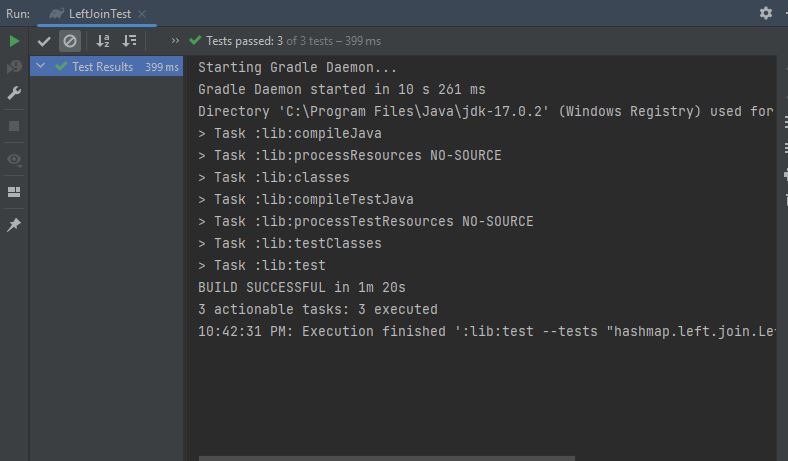 Run: LeftJoinTest
Tests passed: 3 of 3 tests – 399 ms
Test Results 399 ms
Starting Gradle Daemon...
Gradle Daemon started in 10 s 261 ms
Directory 'C:\Program Files\Java\jdk-17.0.2' (Windows Registry) used for
> Task :lib:compileJava
> Task :lib:processResources NO-SOURCE
> Task :lib:classes
> Task :lib:compileTestJava
> Task :lib:processTestResources NO-SOURCE
> Task :lib:testClasses
> Task :lib:test
BUILD SUCCESSFUL in 1m 20s
3 actionable tasks: 3 executed
10:42:31 PM: Execution finished ':lib:test --tests "hashmap.left.join.Le